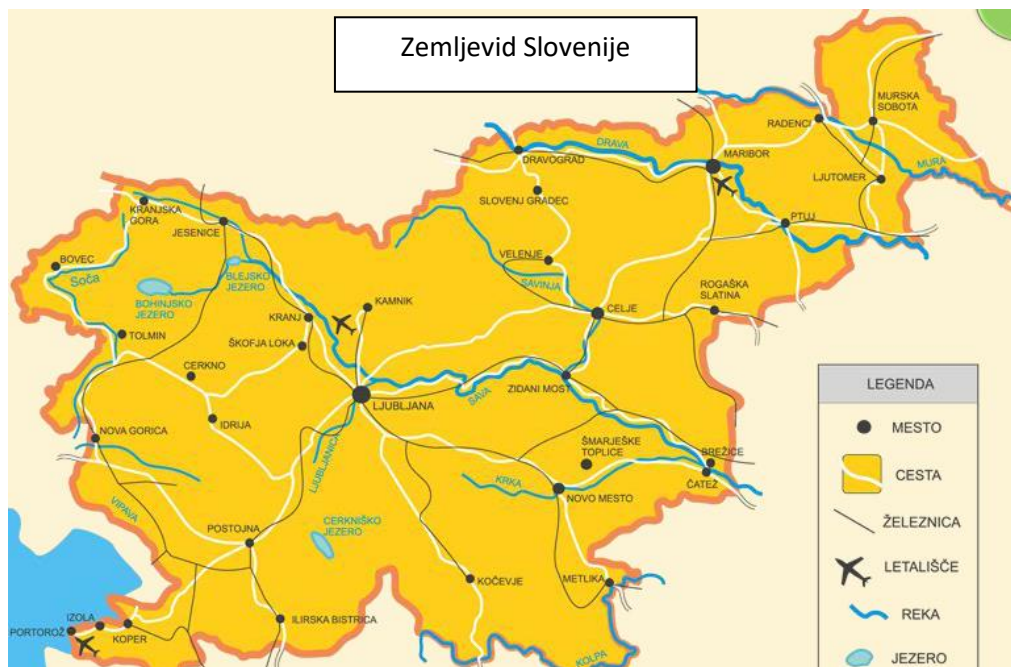 Zemljevid Slovenije
MURSKA
SOBOTA
RADENCI
MURA
DRAVA
MARIBOR
DRAVOGRAD
LJUTOMER
SLOVENJ GRADEC
KRANJSKA
GORA
JESENICE
PTUJ
BOVEC
Soča
VELENJE
BLEJSKO
JEZERO
SAVINJA
BOHINJSKO
JEZERO
KAMNIK
ROGAŠKA
SLATINA
KRANJ
CELJE
TOLMIN
ŠKOFJA LOKA
CERKNO
ZIDANI MOST
SAVA
LJUBLJANA
IDRIJA
NOVA GORICA
LJUBLJANICA
ŠMARJEŠKE
TOPLICE
BREŽICE
ČATEŽ
KRKA
NOVO MESTO
VIPAVA
POSTOJNA
CERKNIŠKO
JEZERO
KOČEVJE
METLIKA
IZOLA
PORTOROŽ
KOPER
ILIRSKA BISTRICA
KOLPA
LEGENDA
MESTO
CESTA
ŽELEZNICA
LETALIŠČE
REKA
JEZERO